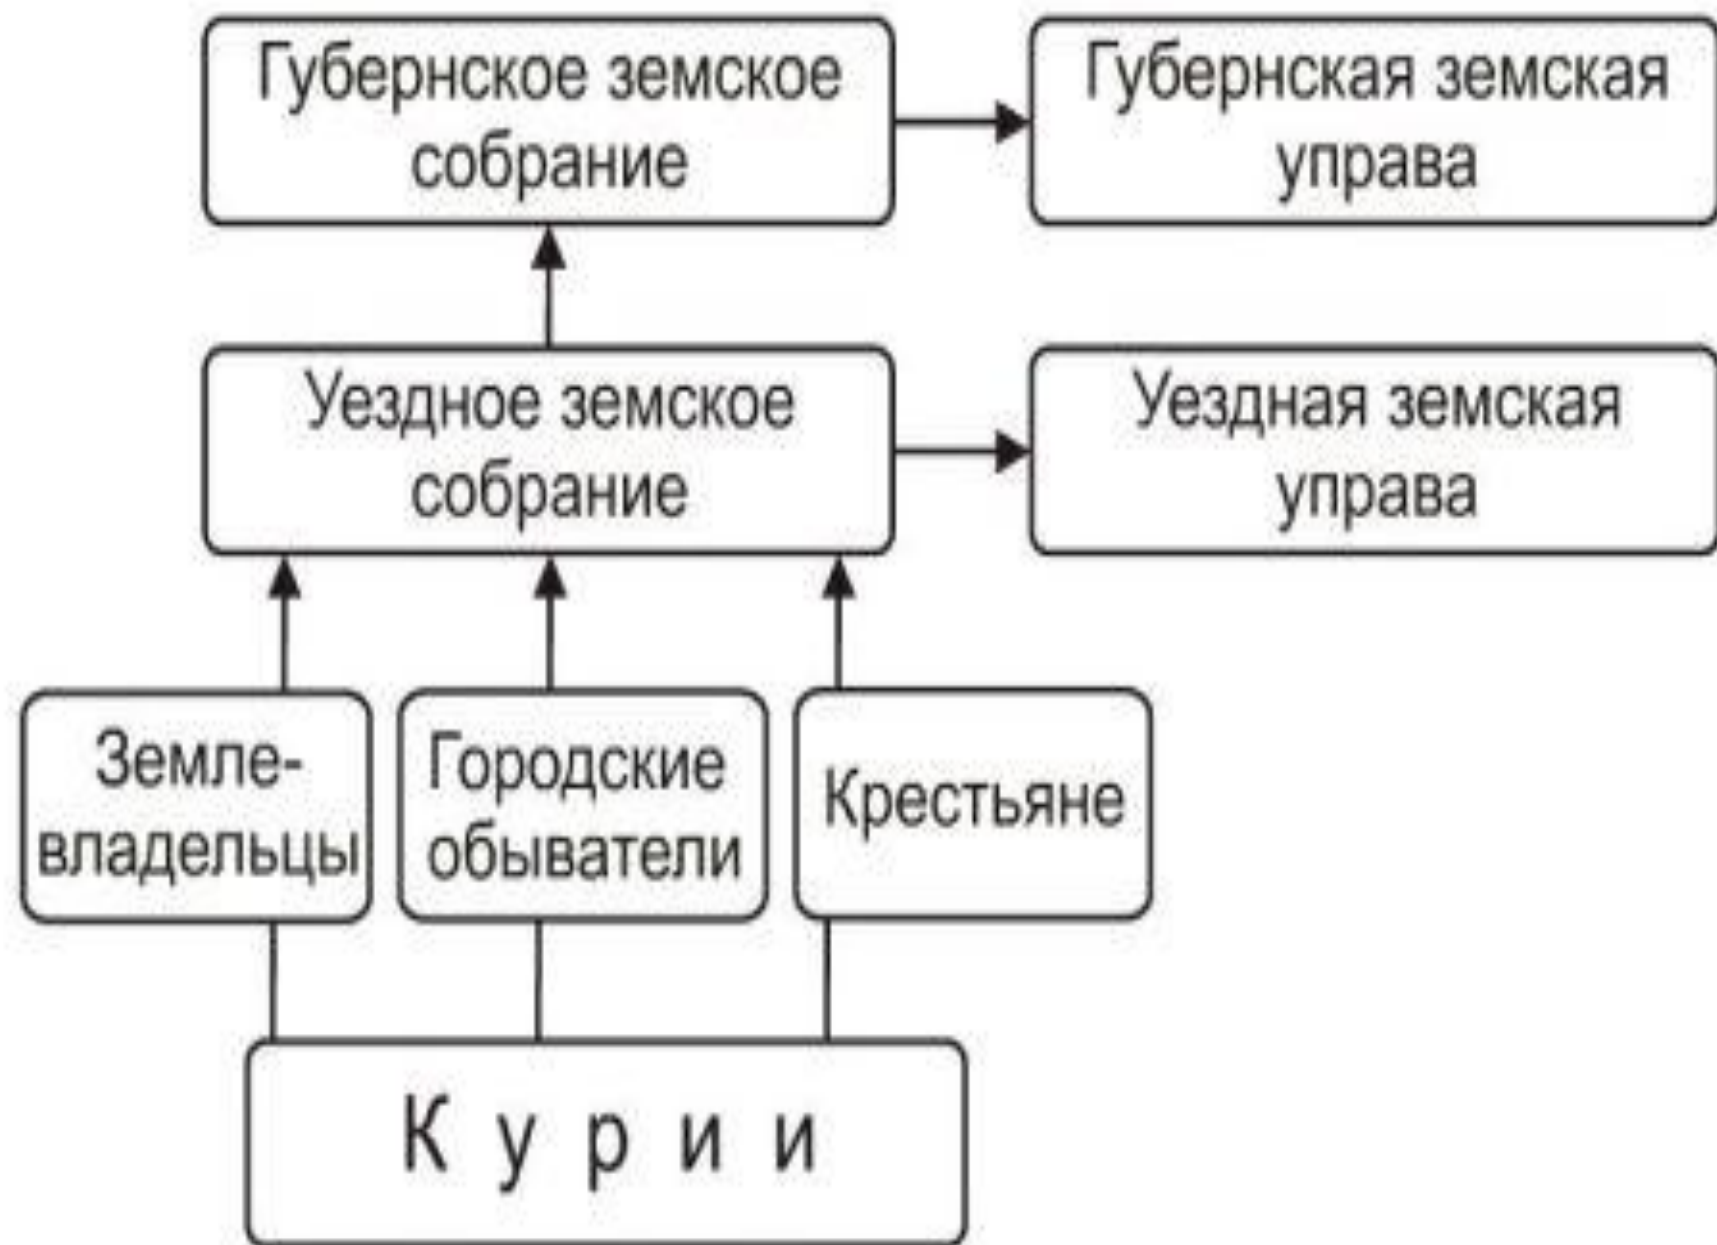 Губернское земское
собрание
Губернская земская
управа
Уездное земское
собрание
Уездная земская
управа
Земле-
владельцы
Городские
обыватели
Крестьяне
К у р и и